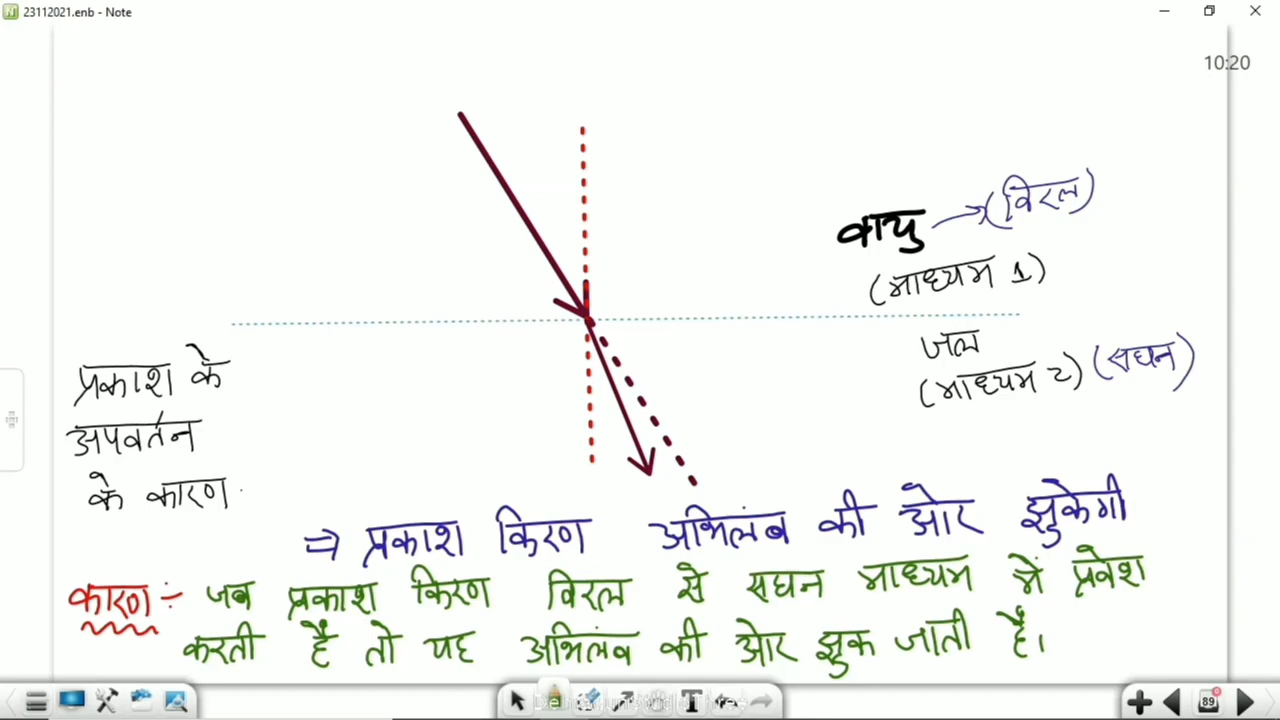 23112021.enb - Note
10:20
वायु → (विरल)
(माध्यम 1)
जल
(माध्यम 2) (सघन)
प्रकाश के
अपवर्तन
के कारण
⇒ प्रकाश किरण अभिलंब की ओर झुकेगी
कारण :- जब प्रकाश किरण विरल से सघन माध्यम में प्रवेश
करती है तो यह अभिलंब की ओर झुक जाती है।
89